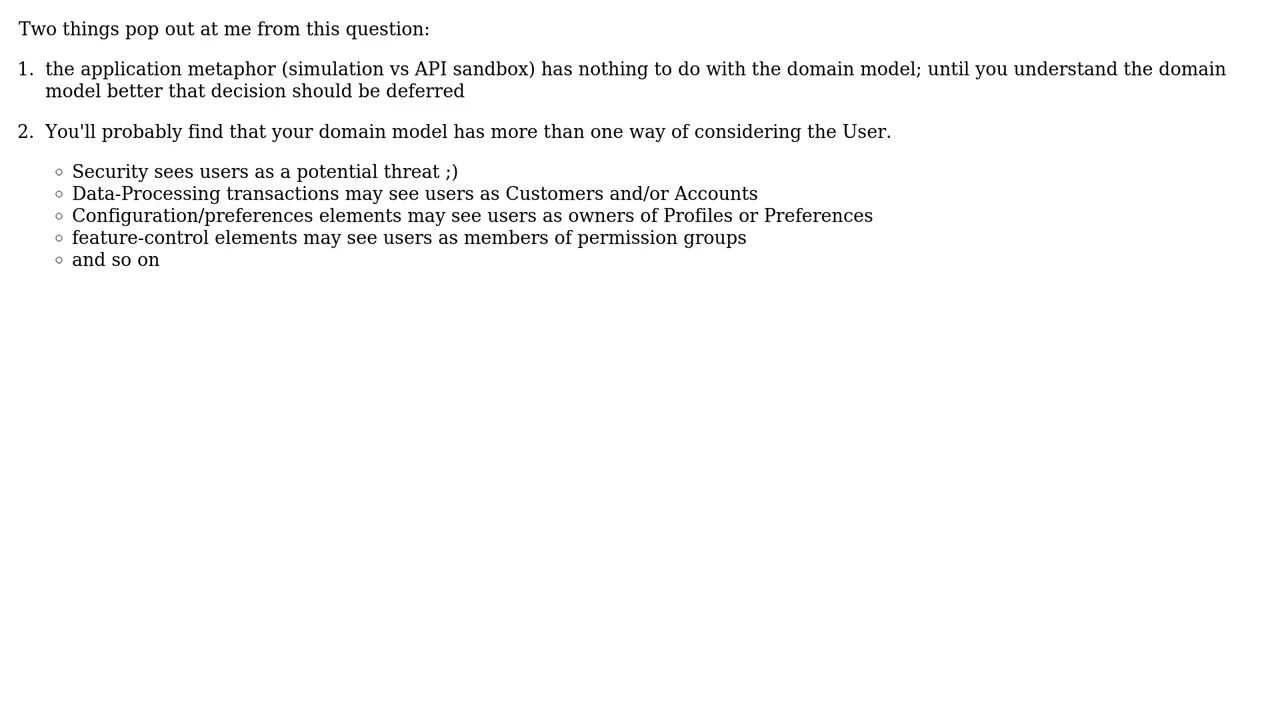 Two things pop out at me from this question:
1. the application metaphor (simulation vs API sandbox) has nothing to do with the domain model; until you understand the domain
model better that decision should be deferred
2. You'll probably find that your domain model has more than one way of considering the User.
◦ Security sees users as a potential threat ;)
◦ Data-Processing transactions may see users as Customers and/or Accounts
◦ Configuration/preferences elements may see users as owners of Profiles or Preferences
◦ feature-control elements may see users as members of permission groups
◦ and so on